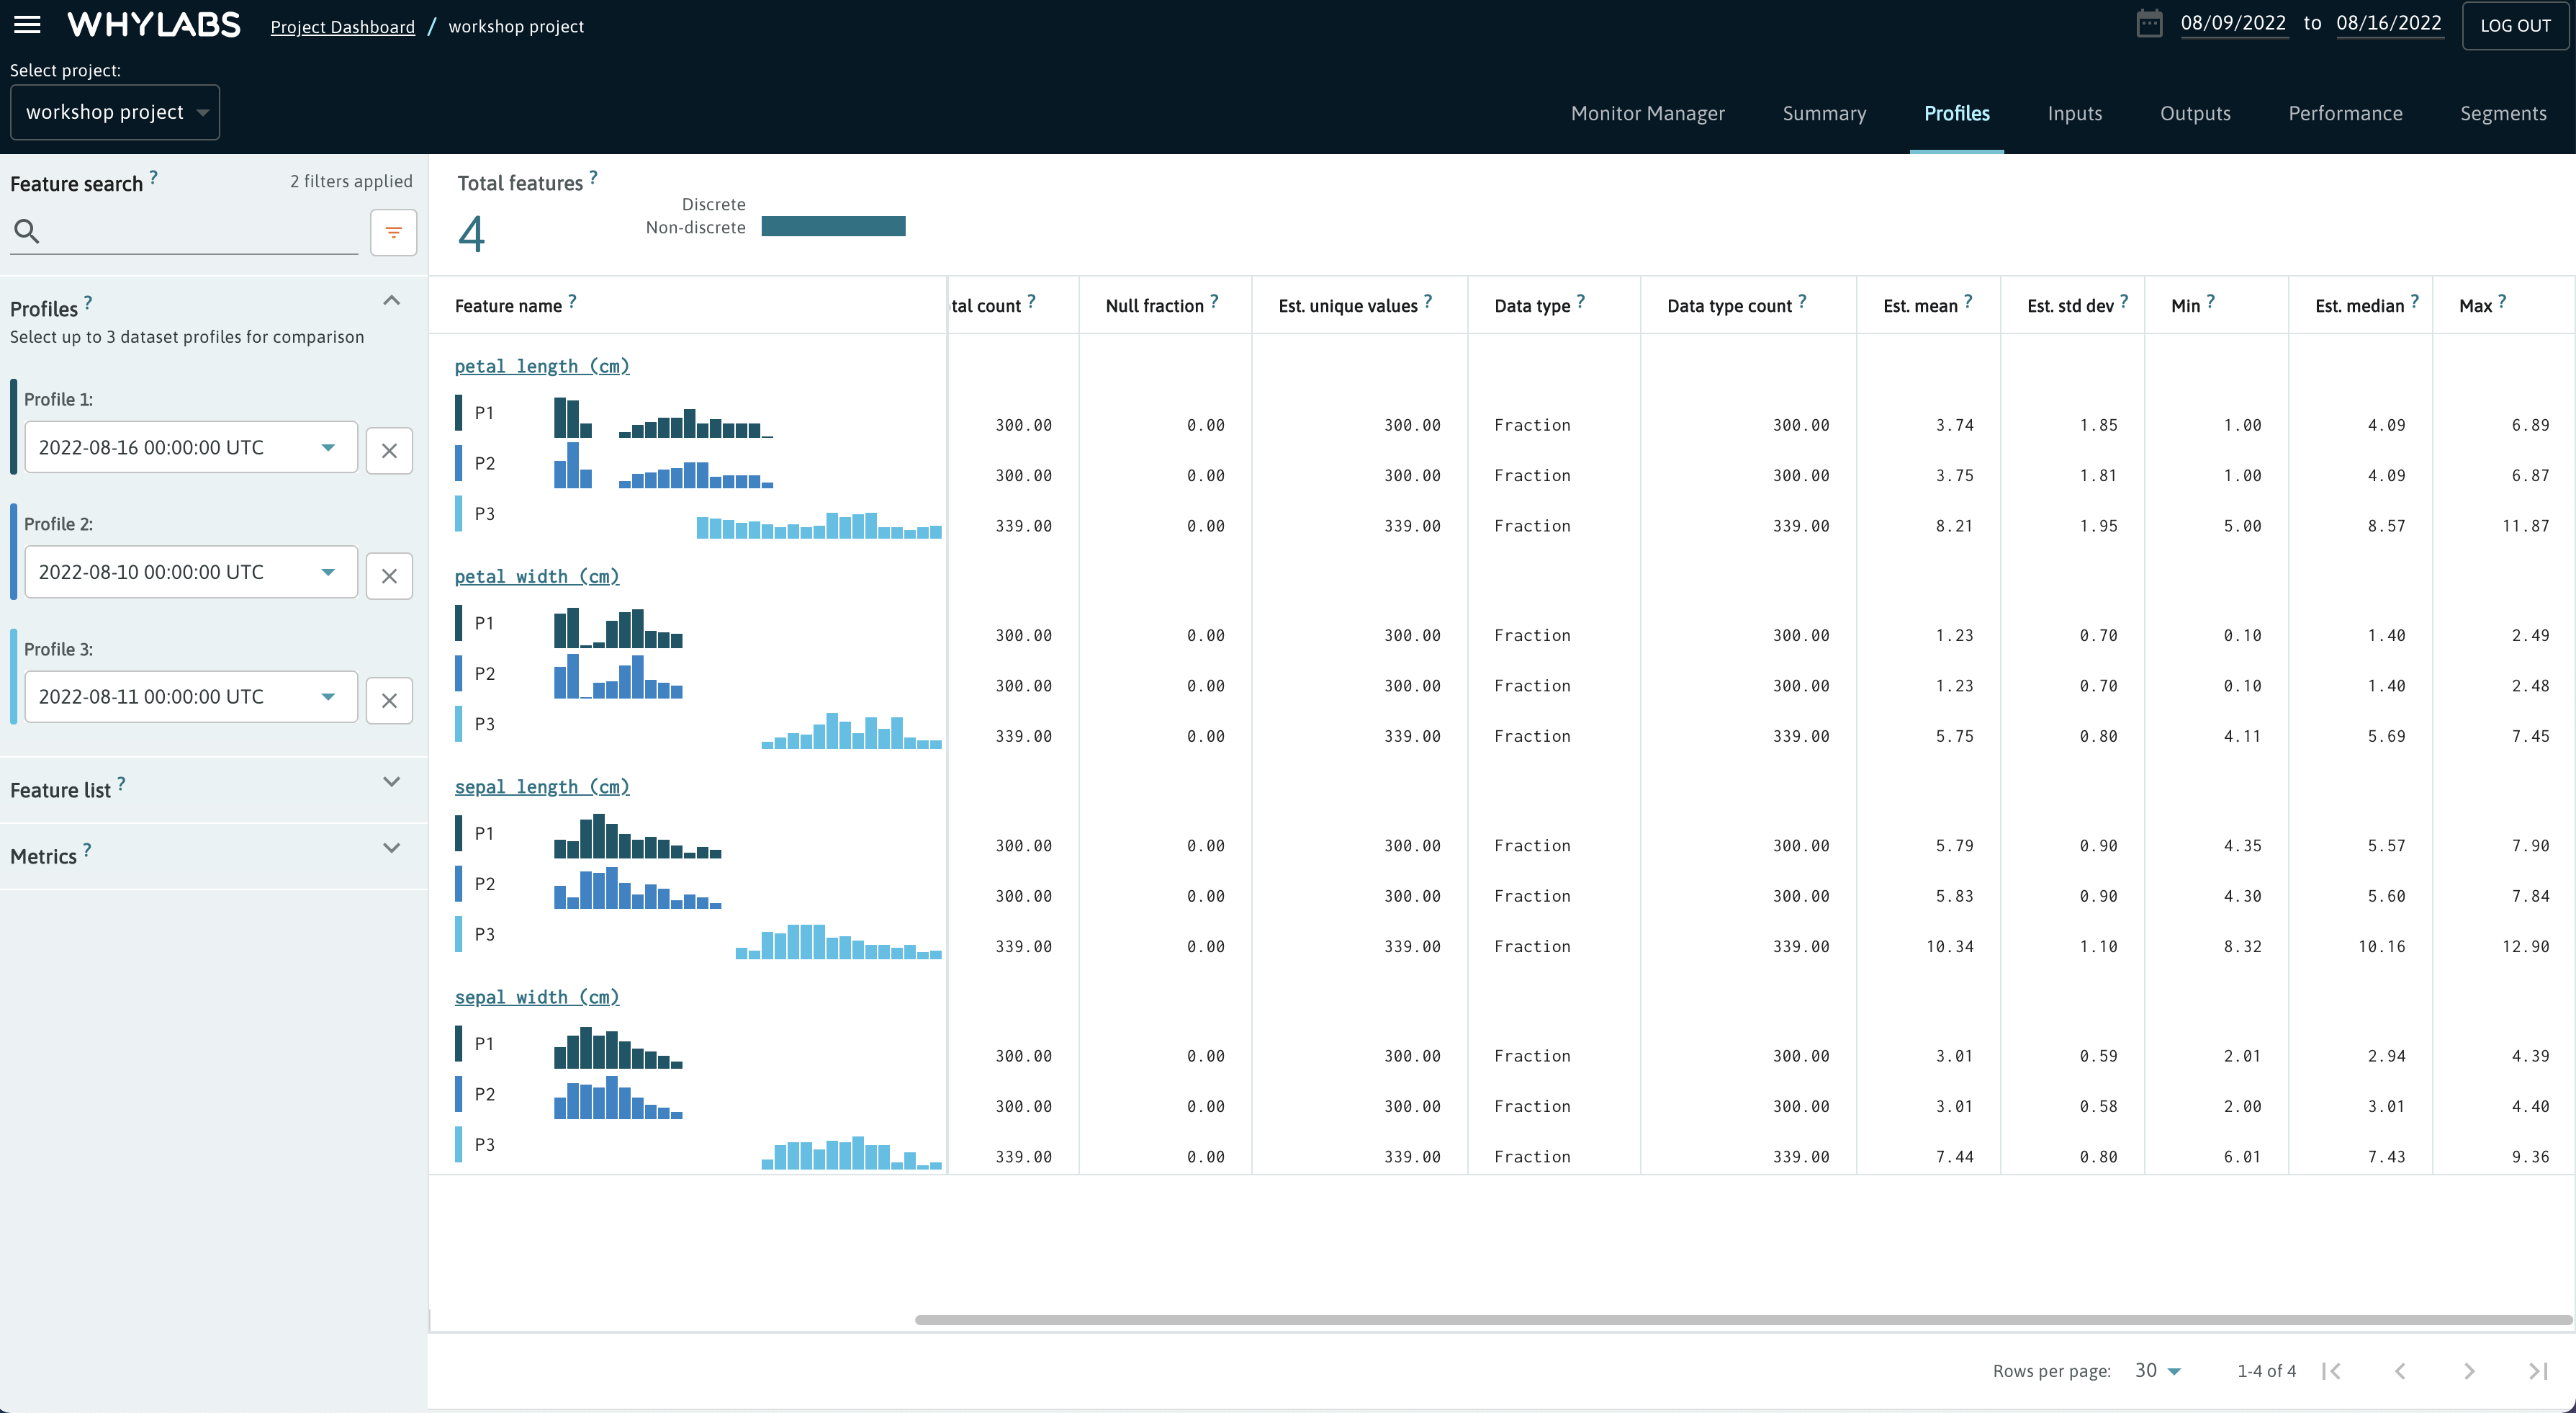 WHYLABS
Project Dashboard / workshop project
08/09/2022 to 08/16/2022
LOG OUT
Select project:
workshop project
Monitor Manager
Summary
Profiles
Inputs
Outputs
Performance
Segments
Feature search ?
2 filters applied
Profiles ?
Select up to 3 dataset profiles for comparison
Profile 1:
2022-08-16 00:00:00 UTC
Profile 2:
2022-08-10 00:00:00 UTC
Profile 3:
2022-08-11 00:00:00 UTC
Feature list ?
Metrics ?
Total features ?
4
Discrete
Non-discrete
Feature name ? tal count ? Null fraction ? Est. unique values ? Data type ? Data type count ? Est. mean ? Est. std dev ? Min ? Est. median ? Max ?
petal length (cm)
P1 300.00 0.00 300.00 Fraction 300.00 3.74 1.85 1.00 4.09 6.89
P2 300.00 0.00 300.00 Fraction 300.00 3.75 1.81 1.00 4.09 6.87
P3 339.00 0.00 339.00 Fraction 339.00 8.21 1.95 5.00 8.57 11.87
petal width (cm)
P1 300.00 0.00 300.00 Fraction 300.00 1.23 0.70 0.10 1.40 2.49
P2 300.00 0.00 300.00 Fraction 300.00 1.23 0.70 0.10 1.40 2.48
P3 339.00 0.00 339.00 Fraction 339.00 5.75 0.80 4.11 5.69 7.45
sepal length (cm)
P1 300.00 0.00 300.00 Fraction 300.00 5.79 0.90 4.35 5.57 7.90
P2 300.00 0.00 300.00 Fraction 300.00 5.83 0.90 4.30 5.60 7.84
P3 339.00 0.00 339.00 Fraction 339.00 10.34 1.10 8.32 10.16 12.90
sepal width (cm)
P1 300.00 0.00 300.00 Fraction 300.00 3.01 0.59 2.01 2.94 4.39
P2 300.00 0.00 300.00 Fraction 300.00 3.01 0.58 2.00 3.01 4.40
P3 339.00 0.00 339.00 Fraction 339.00 7.44 0.80 6.01 7.43 9.36
Rows per page: 30 1-4 of 4